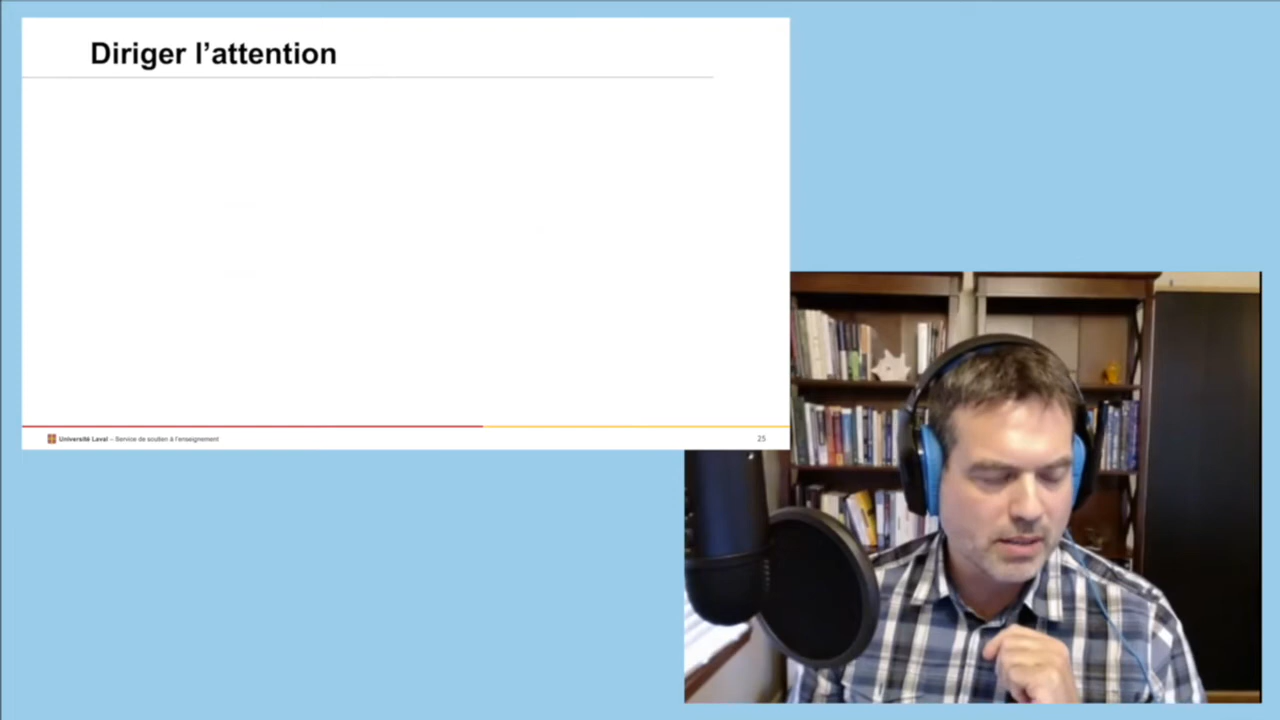 Diriger l’attention
Université Laval – Service de soutien à l'enseignement
25